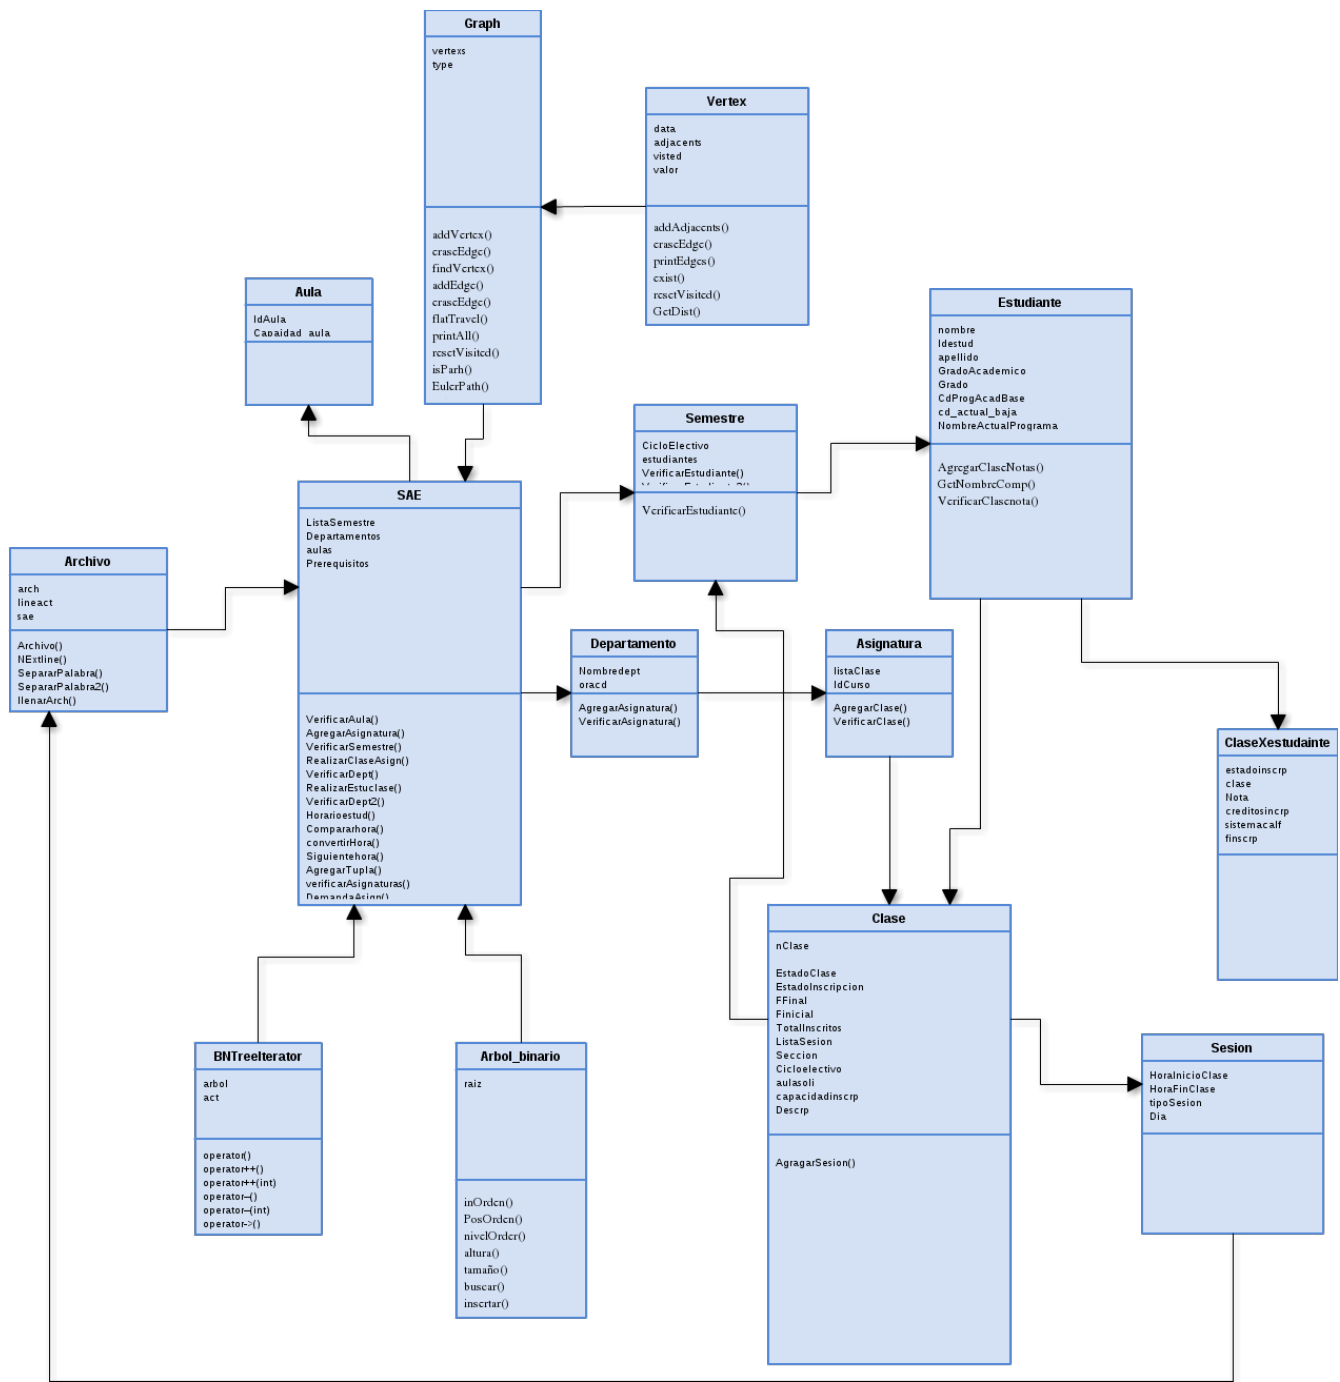 Graph
vertexs
type
addVertex()
eraseEdge()
findVertex()
addEdge()
eraseEdge()
flatTravel()
printAll()
resetVisited()
isParh()
EulerPath()
Vertex
data
adjacents
visted
valor
addAdjacents()
eraseEdge()
printEdges()
exist()
resetVisited()
GetDist()
Aula
IdAula
Capaidad_aula
Estudiante
nombre
Idestud
apellido
GradoAcademico
Grado
CdProgAcadBase
cd_actual_baja
NombreActualPrograma
AgregarClaseNotas()
GetNombreComp()
VerificarClasenota()
Semestre
CicloElectivo
estudiantes
VerificarEstudiante()
VerificarEstudiante2()
VerificarEstudiante()
SAE
ListaSemestre
Departamentos
aulas
Prerequisitos
VerificarAula()
AgregarAsignatura()
VerificarSemestre()
RealizarClaseAsign()
VerificarDept()
RealizarEstuclase()
VerificarDept2()
Horarioestud()
Compararhora()
convertirHora()
Siguientehora()
AgregarTupla()
verificarAsignaturas()
DemandaAsign()
Archivo
arch
lineact
sae
Archivo()
NExtline()
SepararPalabra()
SepararPalabra2()
llenarArch()
Departamento
Nombredept
oracd
AgregarAsignatura()
VerificarAsignatura()
Asignatura
listaClase
IdCurso
AgregarClase()
VerificarClase()
ClaseXestudainte
estadoinscrp
clase
Nota
creditosincrp
sistemacalf
finscrp
Clase
nClase
EstadoClase
EstadoInscripcion
FFinal
Finicial
TotalInscritos
ListaSesion
Seccion
Cicloelectivo
aulasoli
capacidadinscrp
Descrp
AgragarSesion()
Sesion
HoraInicioClase
HoraFinClase
tipoSesion
Dia
BNTreeIterator
arbol
act
operator()
operator++()
operator++(int)
operator--()
operator--(int)
operator->()
Arbol_binario
raiz
inOrden()
PosOrden()
nivelOrder()
altura()
tamaño()
buscar()
insertar()